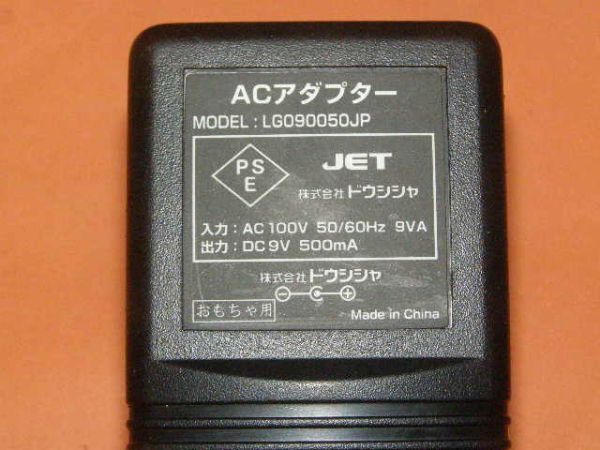 ACアダプター
MODEL : LG090050JP
PS
E
JET
株式会社 ドウシシャ
入力 : AC 100V 50/60Hz 9VA
出力 : DC 9V 500mA
株式会社 ドウシシャ
おもちゃ用
Made in China